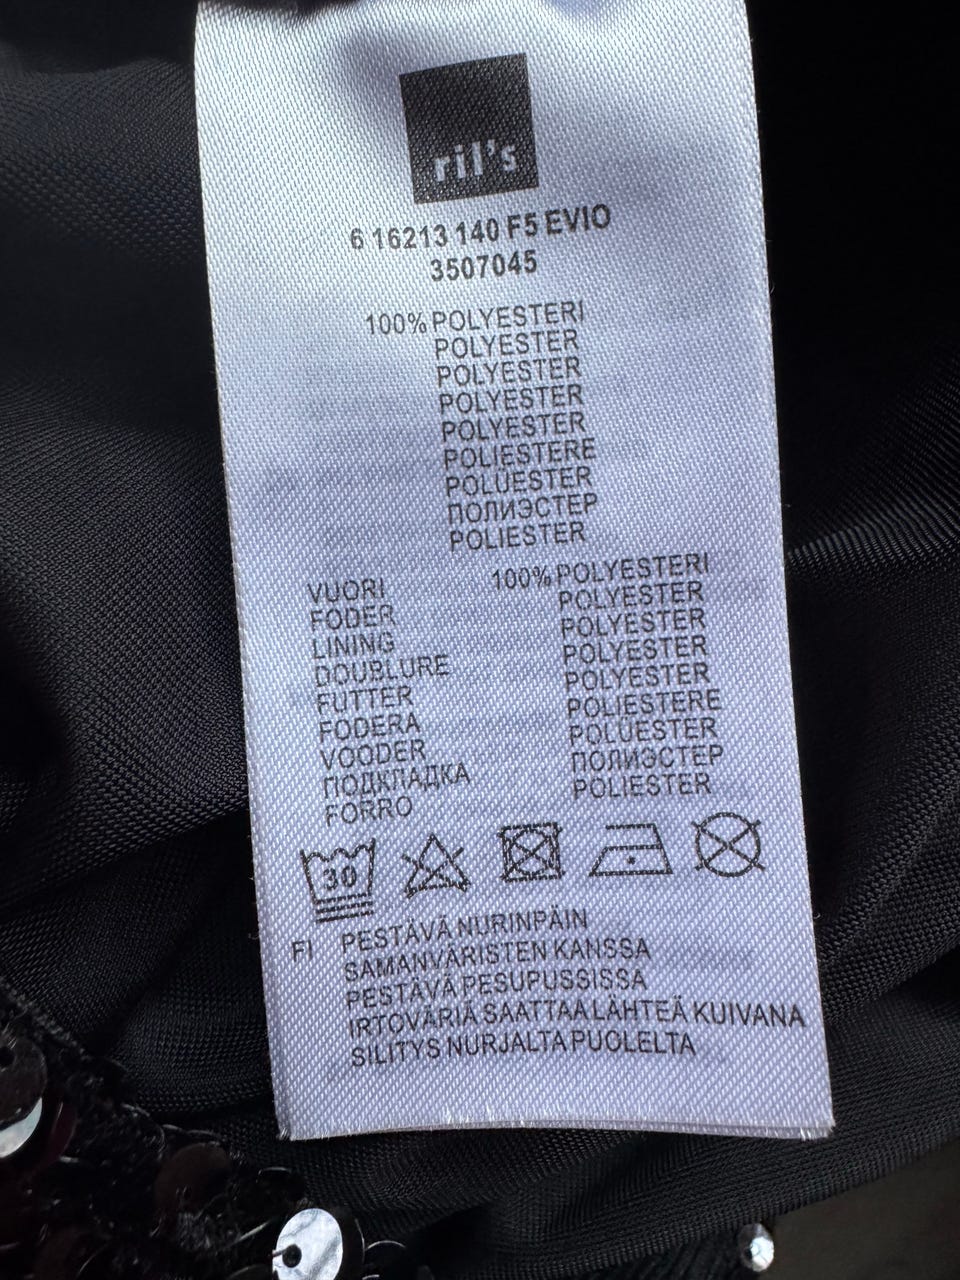 ril's
6 16213 140 F5 EVIO
3507045
100% POLYESTERI
POLYESTER
POLYESTER
POLYESTER
POLYESTER
POLIESTERE
POLÜESTER
ПОЛИЭСТЕР
POLIESTER
VUORI 100% POLYESTERI
FODER POLYESTER
LINING POLYESTER
DOUBLURE POLYESTER
FUTTER POLYESTER
FODERA POLIESTERE
VOODER POLÜESTER
ПОДКЛАДКА ПОЛИЭСТЕР
FORRO POLIESTER
30
FI PESTÄVÄ NURINPÄIN
SAMANVÄRISTEN KANSSA
PESTÄVÄ PESUPUSSISSA
IRTOVÄRIÄ SAATTAA LÄHTEÄ KUIVANA
SILITYS NURJALTA PUOLELTA